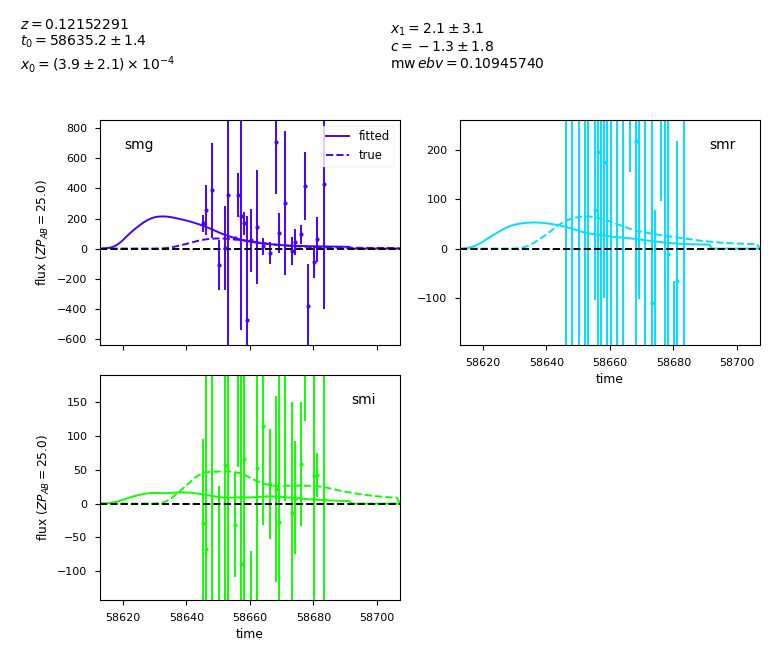 z = 0.12152291
t₀ = 58635.2 ± 1.4
x₀ = (3.9 ± 2.1) × 10⁻⁴
x₁ = 2.1 ± 3.1
c = −1.3 ± 1.8
mwebv = 0.10945740
smg
fitted
true
800
600
400
200
0
−200
−400
−600
flux (ZP_AB = 25.0)
smr
200
100
0
−100
58620 58640 58660 58680 58700
time
smi
150
100
50
0
−50
−100
flux (ZP_AB = 25.0)
58620 58640 58660 58680 58700
time